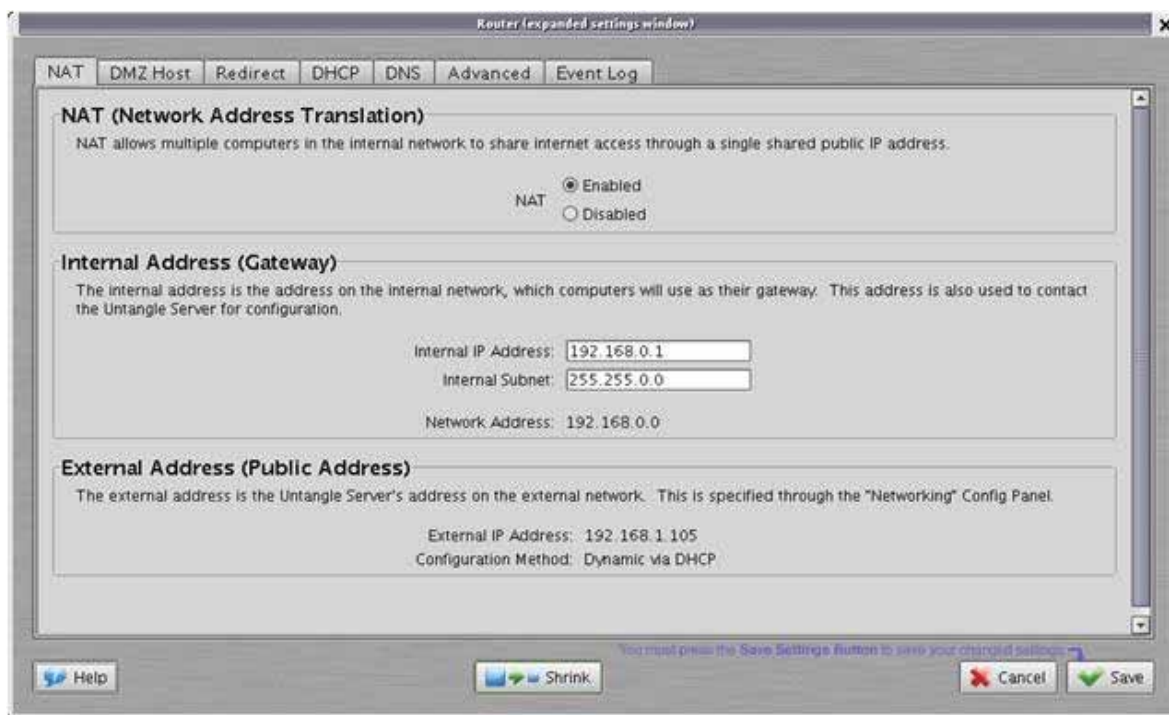 Router (expanded settings window)
NAT DMZ Host Redirect DHCP DNS Advanced Event Log
NAT (Network Address Translation)
NAT allows multiple computers in the internal network to share internet access through a single shared public IP address.
NAT
Enabled
Disabled
Internal Address (Gateway)
The internal address is the address on the internal network, which computers will use as their gateway. This address is also used to contact
the Untangle Server for configuration.
Internal IP Address: 192.168.0.1
Internal Subnet: 255.255.0.0
Network Address: 192.168.0.0
External Address (Public Address)
The external address is the Untangle Server's address on the external network. This is specified through the "Networking" Config Panel.
External IP Address: 192.168.1.105
Configuration Method: Dynamic via DHCP
You must press the Save Settings Button to save your changed settings.
Help Shrink Cancel Save